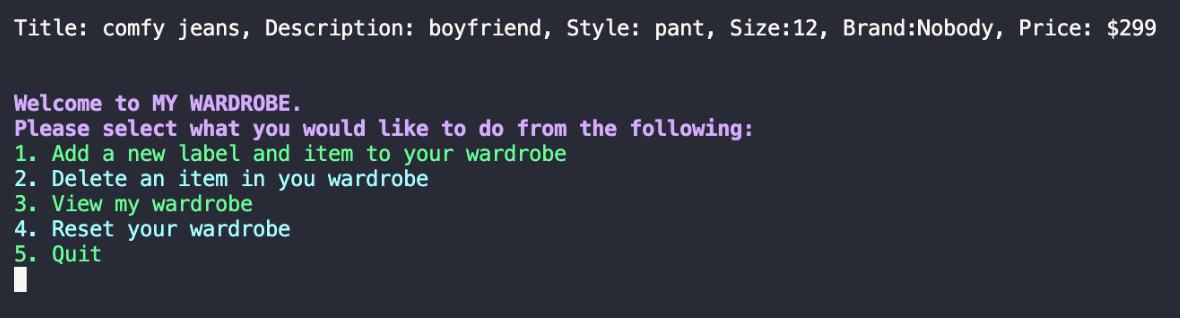 Title: comfy jeans, Description: boyfriend, Style: pant, Size:12, Brand:Nobody, Price: $299
Welcome to MY WARDROBE.
Please select what you would like to do from the following:
1. Add a new label and item to your wardrobe
2. Delete an item in you wardrobe
3. View my wardrobe
4. Reset your wardrobe
5. Quit